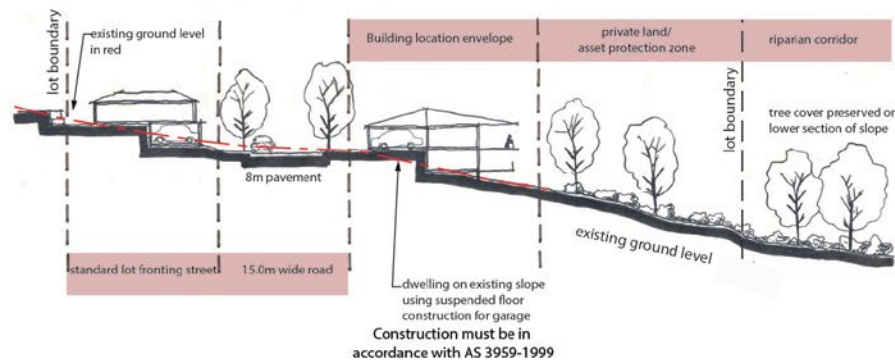 lot boundary
existing ground level
in red
Building location envelope
private land/
asset protection zone
riparian corridor
lot boundary
tree cover preserved on
lower section of slope
8m pavement
existing ground level
standard lot fronting street
15.0m wide road
dwelling on existing slope
using suspended floor
construction for garage
Construction must be in
accordance with AS 3959-1999